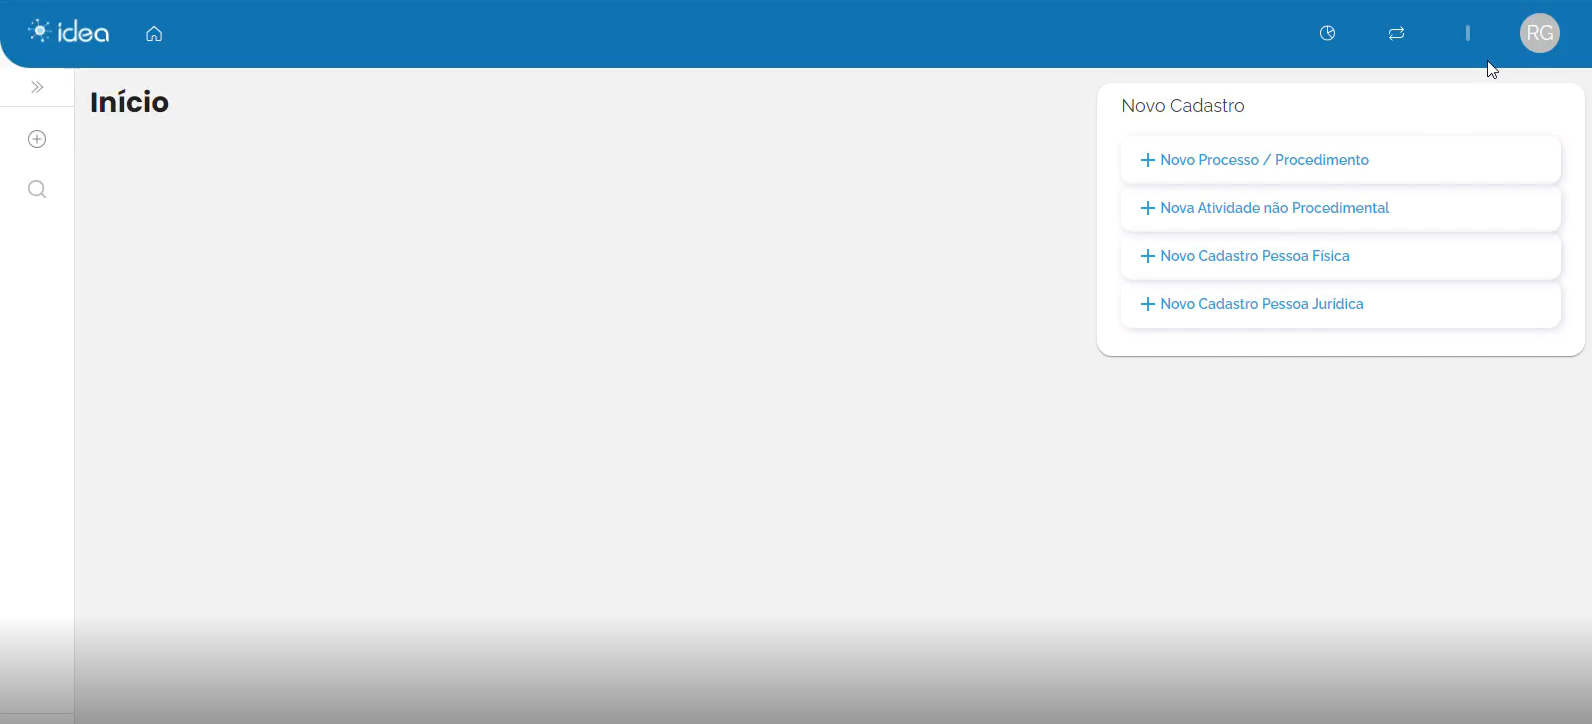 idea
RG
Início
Novo Cadastro
Novo Processo / Procedimento
Nova Atividade não Procedimental
Novo Cadastro Pessoa Física
Novo Cadastro Pessoa Jurídica